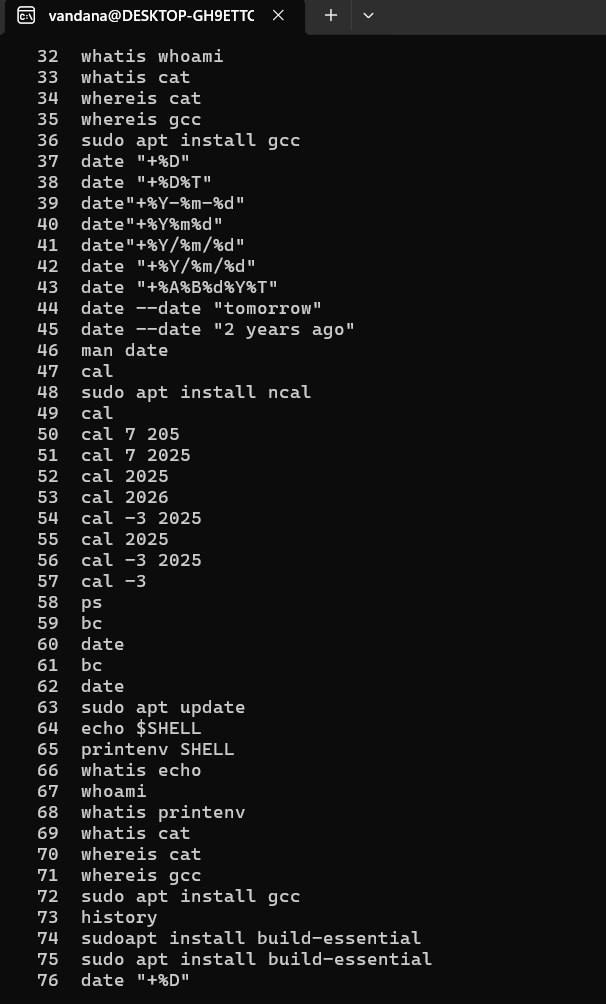 vandana@DESKTOP-GH9ETTC
32 whatis whoami
33 whatis cat
34 whereis cat
35 whereis gcc
36 sudo apt install gcc
37 date "+%D"
38 date "+%D%T"
39 date"+%Y-%m-%d"
40 date"+%Y%m%d"
41 date"+%Y/%m/%d"
42 date "+%Y/%m/%d"
43 date "+%A%B%d%Y%T"
44 date --date "tomorrow"
45 date --date "2 years ago"
46 man date
47 cal
48 sudo apt install ncal
49 cal
50 cal 7 205
51 cal 7 2025
52 cal 2025
53 cal 2026
54 cal -3 2025
55 cal 2025
56 cal -3 2025
57 cal -3
58 ps
59 bc
60 date
61 bc
62 date
63 sudo apt update
64 echo $SHELL
65 printenv SHELL
66 whatis echo
67 whoami
68 whatis printenv
69 whatis cat
70 whereis cat
71 whereis gcc
72 sudo apt install gcc
73 history
74 sudoapt install build-essential
75 sudo apt install build-essential
76 date "+%D"